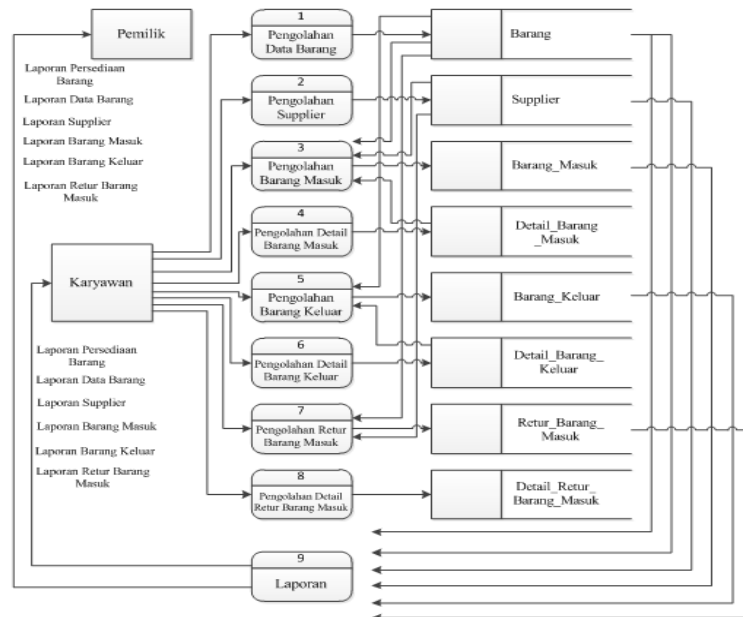 Pemilik
Laporan Persediaan
Barang
Laporan Data Barang
Laporan Supplier
Laporan Barang Masuk
Laporan Barang Keluar
Laporan Retur Barang
Masuk
Karyawan
Laporan Persediaan
Barang
Laporan Data Barang
Laporan Supplier
Laporan Barang Masuk
Laporan Barang Keluar
Laporan Retur Barang
Masuk
1
Pengolahan
Data Barang
2
Pengolahan
Supplier
3
Pengolahan
Barang Masuk
4
Pengolahan Detail
Barang Masuk
5
Pengolahan
Barang Keluar
6
Pengolahan Detail
Barang Keluar
7
Pengolahan Retur
Barang Masuk
8
Pengolahan Detail
Retur Barang Masuk
9
Laporan
Barang
Supplier
Barang_Masuk
Detail_Barang
_Masuk
Barang_Keluar
Detail_Barang_
Keluar
Retur_Barang_
Masuk
Detail_Retur_
Barang_Masuk